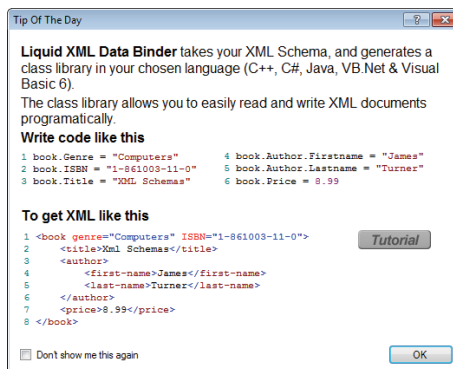 Tip Of The Day
Liquid XML Data Binder takes your XML Schema, and generates a
class library in your chosen language (C++, C#, Java, VB.Net & Visual
Basic 6).
The class library allows you to easily read and write XML documents
programatically.
Write code like this
1 book.Genre = "Computers"
2 book.ISBN = "1-861003-11-0"
3 book.Title = "XML Schemas"
4 book.Author.Firstname = "James"
5 book.Author.Lastname = "Turner"
6 book.Price = 8.99
To get XML like this
1 <book genre="Computers" ISBN="1-861003-11-0">
2 <title>Xml Schemas</title>
3 <author>
4 <first-name>James</first-name>
5 <last-name>Turner</last-name>
6 </author>
7 <price>8.99</price>
8 </book>
Tutorial
Don't show me this again
OK